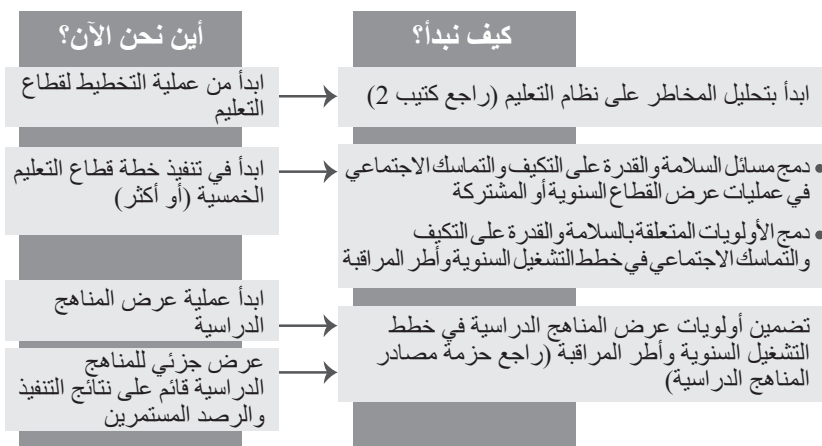 أين نحن الآن؟
كيف نبدأ؟
ابدأ من عملية التخطيط لقطاع
التعليم
ابدأ بتحليل المخاطر على نظام التعليم (راجع كتيب 2)
ابدأ في تنفيذ خطة قطاع التعليم
الخمسية (أو أكثر)
• دمج مسائل السلامة والقدرة على التكيف والتماسك الاجتماعي
في عمليات عرض القطاع السنوية أو المشتركة
• دمج الأولويات المتعلقة بالسلامة والقدرة على التكيف
والتماسك الاجتماعي في خطط التشغيل السنوية وأطر المراقبة
ابدأ عملية عرض المناهج
الدراسية
عرض جزئي للمناهج
الدراسية قائم على نتائج التنفيذ
والرصد المستمرين
تضمين أولويات عرض المناهج الدراسية في خطط
التشغيل السنوية وأطر المراقبة (راجع حزمة مصادر
المناهج الدراسية)